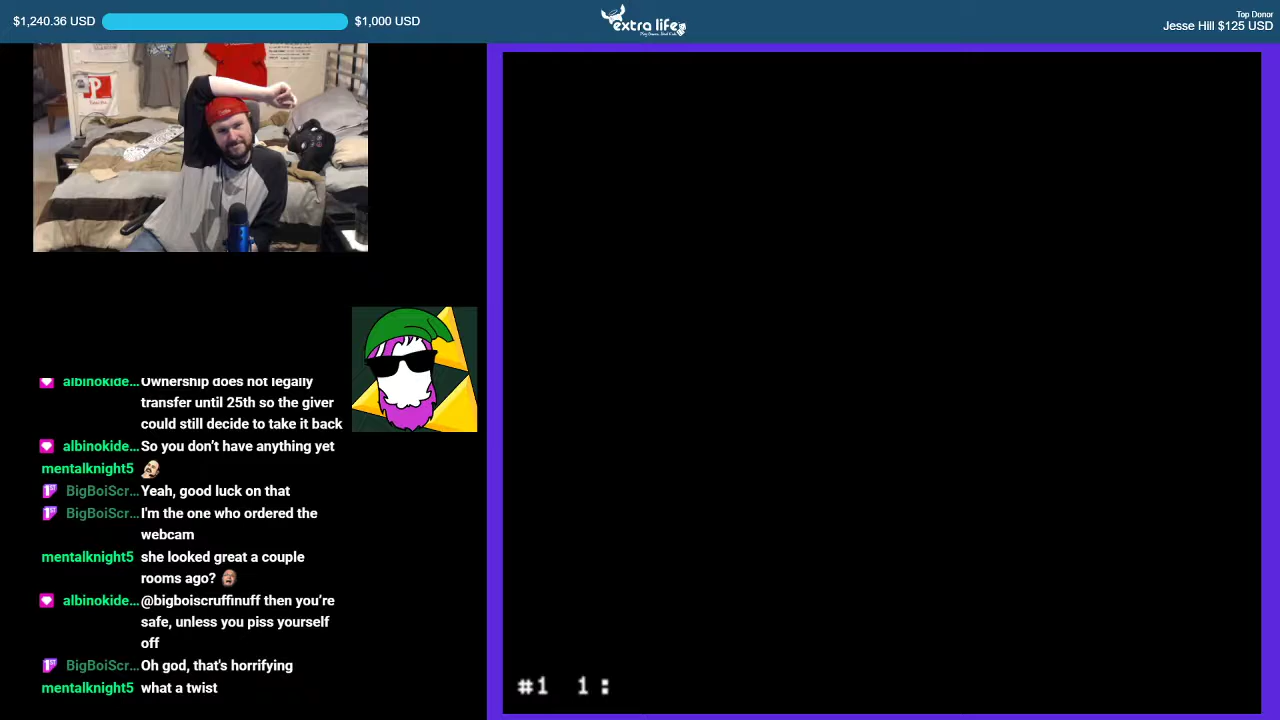 $1,240.36 USD
$1,000 USD
extra life
Top Donor
Jesse Hill $125 USD
albinokide... Ownership does not legally
transfer until 25th so the giver
could still decide to take it back
albinokide... So you don’t have anything yet
mentalknight5
BigBoiScr... Yeah, good luck on that
BigBoiScr... I'm the one who ordered the
webcam
mentalknight5 she looked great a couple
rooms ago?
albinokide... @bigboiscruffinuff then you’re
safe, unless you piss yourself
off
BigBoiScr... Oh god, that's horrifying
mentalknight5 what a twist
#1 1: